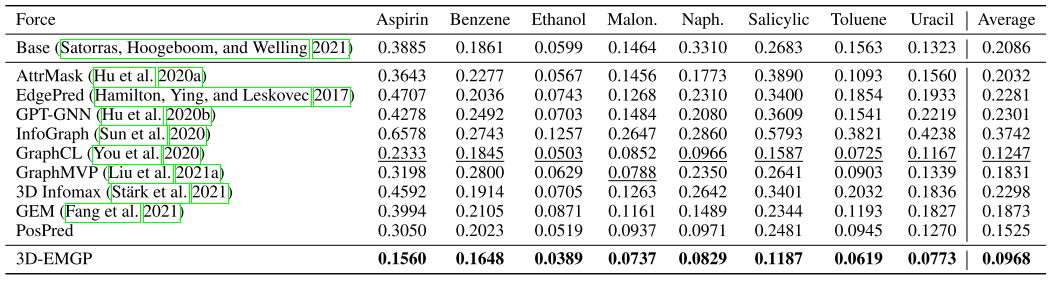 Force Aspirin Benzene Ethanol Malon. Naph. Salicylic Toluene Uracil Average
Base (Satorras, Hoogeboom, and Welling 2021) 0.3885 0.1861 0.0599 0.1464 0.3310 0.2683 0.1563 0.1323 0.2086
AttrMask (Hu et al. 2020a) 0.3643 0.2277 0.0567 0.1456 0.1773 0.3890 0.1093 0.1560 0.2032
EdgePred (Hamilton, Ying, and Leskovec 2017) 0.4707 0.2036 0.0743 0.1268 0.2310 0.3400 0.1854 0.1933 0.2281
GPT-GNN (Hu et al. 2020b) 0.4278 0.2492 0.0703 0.1484 0.2080 0.3609 0.1541 0.2219 0.2301
InfoGraph (Sun et al. 2020) 0.6578 0.2743 0.1257 0.2647 0.2860 0.5793 0.3821 0.4238 0.3742
GraphCL (You et al. 2020) 0.2333 0.1845 0.0503 0.0852 0.0966 0.1587 0.0725 0.1167 0.1247
GraphMVP (Liu et al. 2021a) 0.3198 0.2800 0.0629 0.0788 0.2350 0.2641 0.0903 0.1339 0.1831
3D Infomax (Stärk et al. 2021) 0.4592 0.1914 0.0705 0.1263 0.2642 0.3401 0.2032 0.1836 0.2298
GEM (Fang et al. 2021) 0.3994 0.2105 0.0871 0.1161 0.1489 0.2344 0.1193 0.1827 0.1873
PosPred 0.3050 0.2023 0.0519 0.0937 0.0971 0.2481 0.0945 0.1270 0.1525
3D-EMGP 0.1560 0.1648 0.0389 0.0737 0.0829 0.1187 0.0619 0.0773 0.0968